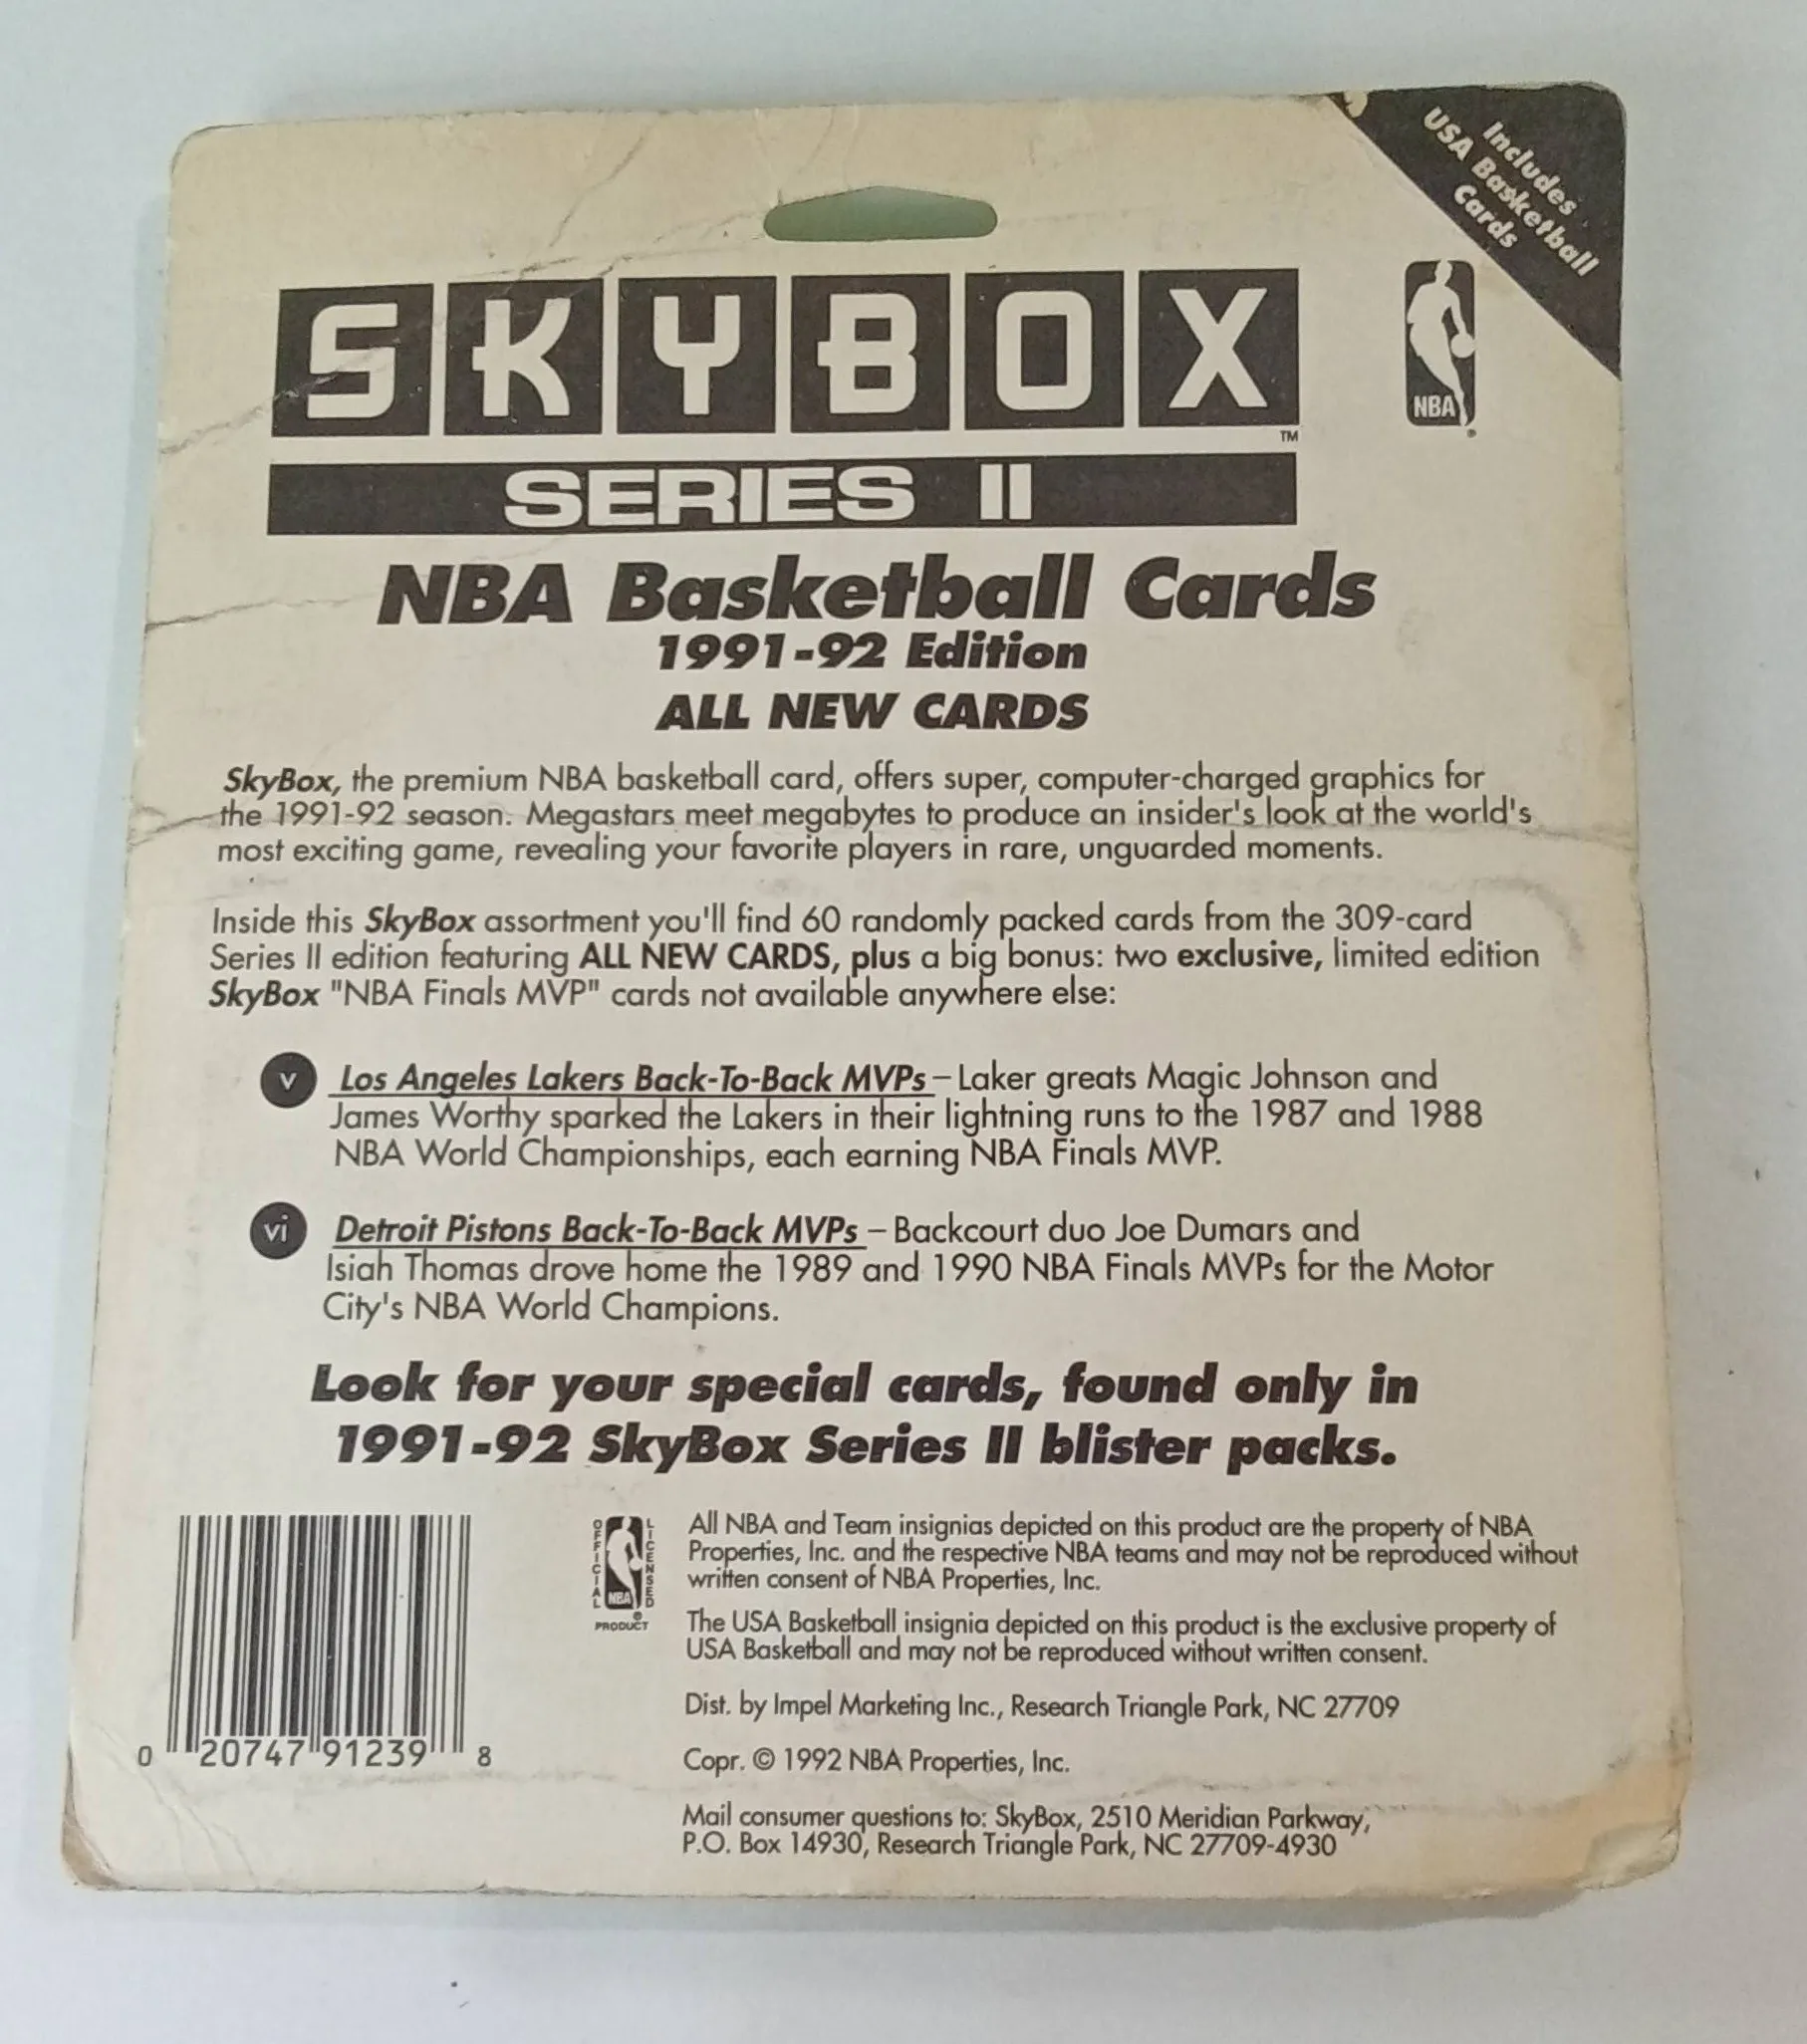 Includes
USA Basketball
Cards
SKYBOX
TM
NBA
®
SERIES II
NBA Basketball Cards
1991-92 Edition
ALL NEW CARDS
SkyBox, the premium NBA basketball card, offers super, computer-charged graphics for
the 1991-92 season. Megastars meet megabytes to produce an insider's look at the world's
most exciting game, revealing your favorite players in rare, unguarded moments.
Inside this SkyBox assortment you'll find 60 randomly packed cards from the 309-card
Series II edition featuring ALL NEW CARDS, plus a big bonus: two exclusive, limited edition
SkyBox "NBA Finals MVP" cards not available anywhere else:
v Los Angeles Lakers Back-To-Back MVPs – Laker greats Magic Johnson and
James Worthy sparked the Lakers in their lightning runs to the 1987 and 1988
NBA World Championships, each earning NBA Finals MVP.
vi Detroit Pistons Back-To-Back MVPs – Backcourt duo Joe Dumars and
Isiah Thomas drove home the 1989 and 1990 NBA Finals MVPs for the Motor
City's NBA World Champions.
Look for your special cards, found only in
1991-92 SkyBox Series II blister packs.
0 20747 91239 8
OFFICIAL LICENSED
NBA
®
PRODUCT
All NBA and Team insignias depicted on this product are the property of NBA
Properties, Inc. and the respective NBA teams and may not be reproduced without
written consent of NBA Properties, Inc.
The USA Basketball insignia depicted on this product is the exclusive property of
USA Basketball and may not be reproduced without written consent.
Dist. by Impel Marketing Inc., Research Triangle Park, NC 27709
Copr. © 1992 NBA Properties, Inc.
Mail consumer questions to: SkyBox, 2510 Meridian Parkway,
P.O. Box 14930, Research Triangle Park, NC 27709-4930